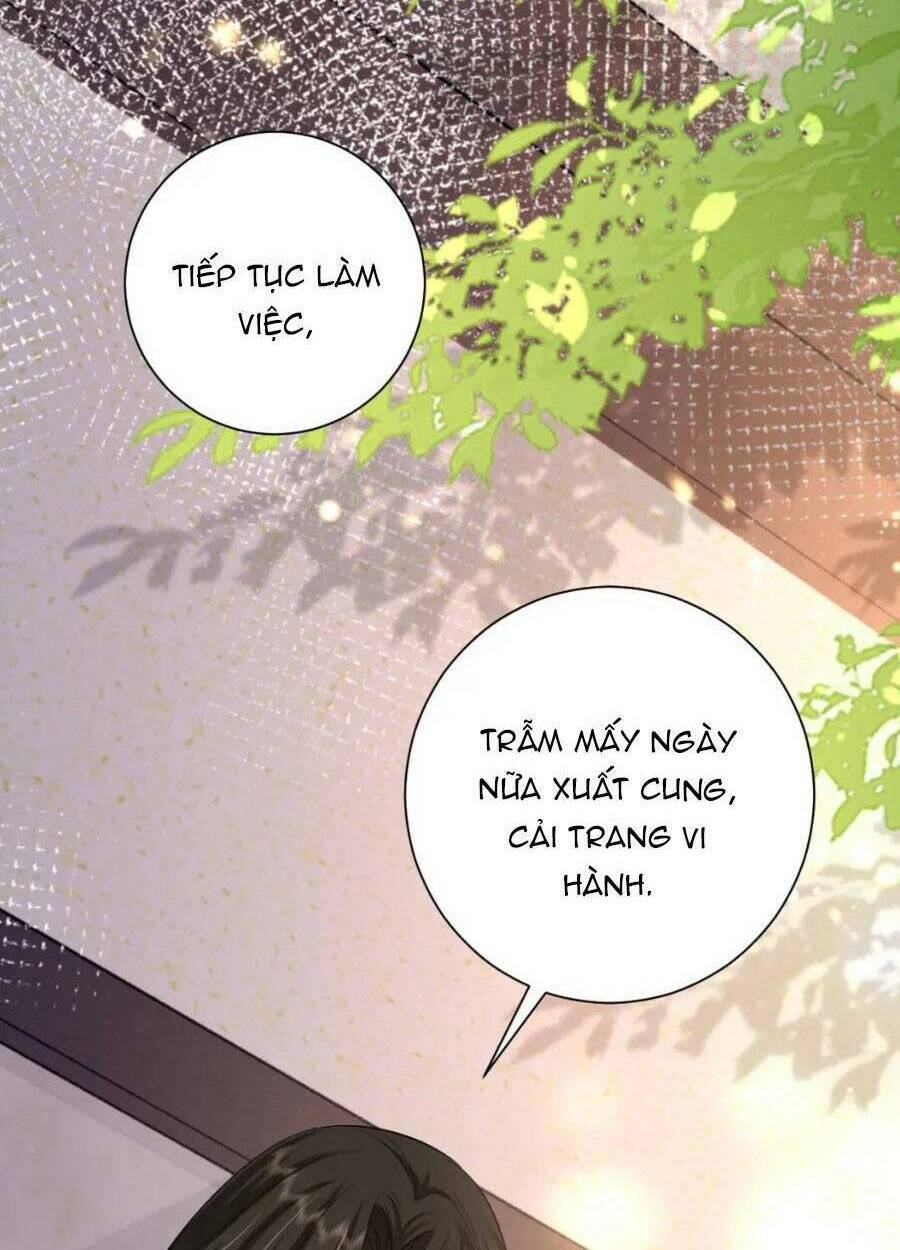 TIẾP TỤC LÀM
VIỆC,
TRẪM MẤY NGÀY
NỮA XUẤT CUNG,
CẢI TRANG VI
HÀNH.